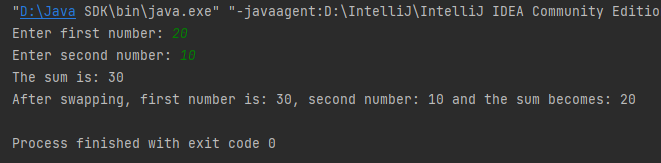 "D:\Java SDK\bin\java.exe" "-javaagent:D:\IntelliJ\IntelliJ IDEA Community Editio
Enter first number: 20
Enter second number: 10
The sum is: 30
After swapping, first number is: 30, second number: 10 and the sum becomes: 20
Process finished with exit code 0